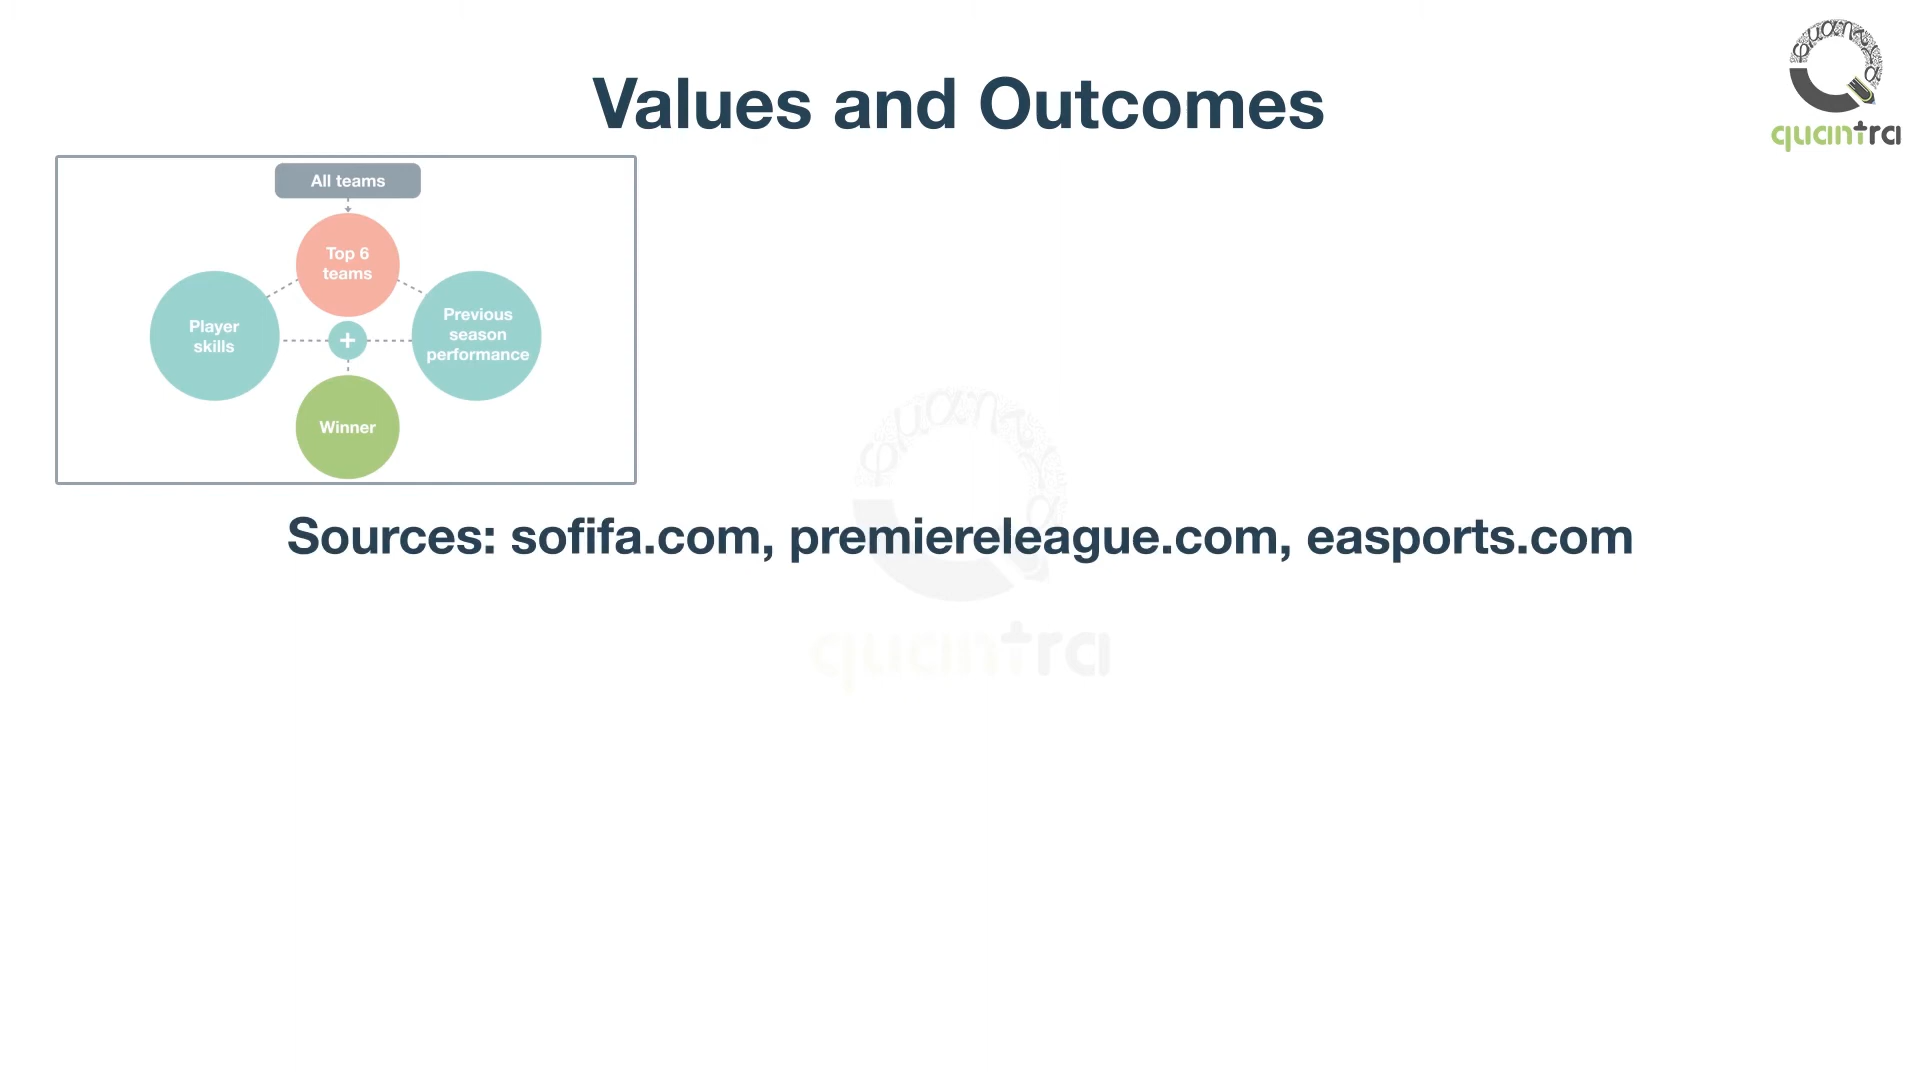 Values and Outcomes
quantra
All teams
Top 6
teams
Player
skills
Previous
season
performance
+
Winner
Sources: sofifa.com, premiereleague.com, easports.com
quantra